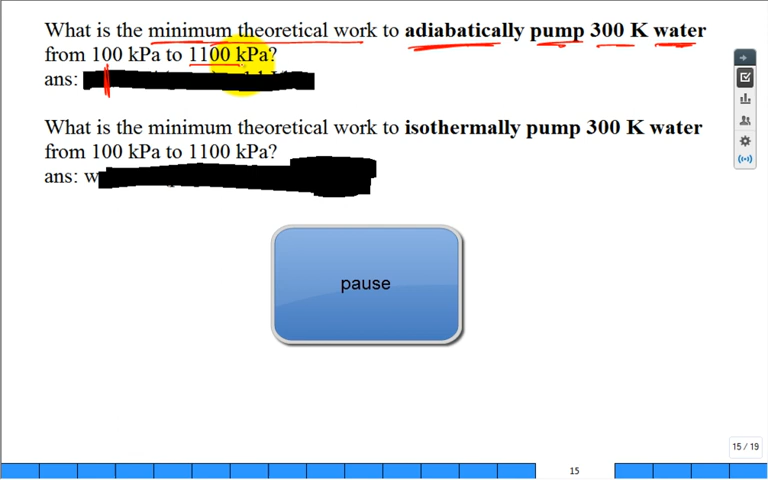 What is the minimum theoretical work to adiabatically pump 300 K water
from 100 kPa to 1100 kPa?
ans:
What is the minimum theoretical work to isothermally pump 300 K water
from 100 kPa to 1100 kPa?
ans: w
pause
15 / 19
15